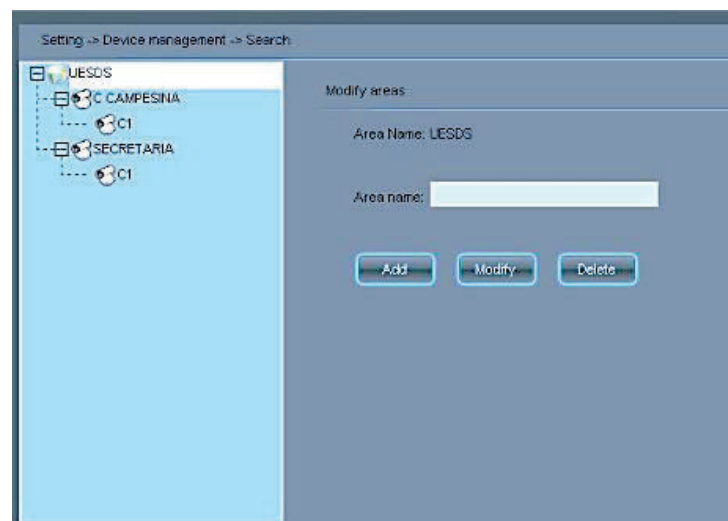 Setting -> Device management -> Search
UESDS
C CAMPESINA
C1
SECRETARIA
C1
Modify areas
Area Name: UESDS
Area name:
Add
Modify
Delete